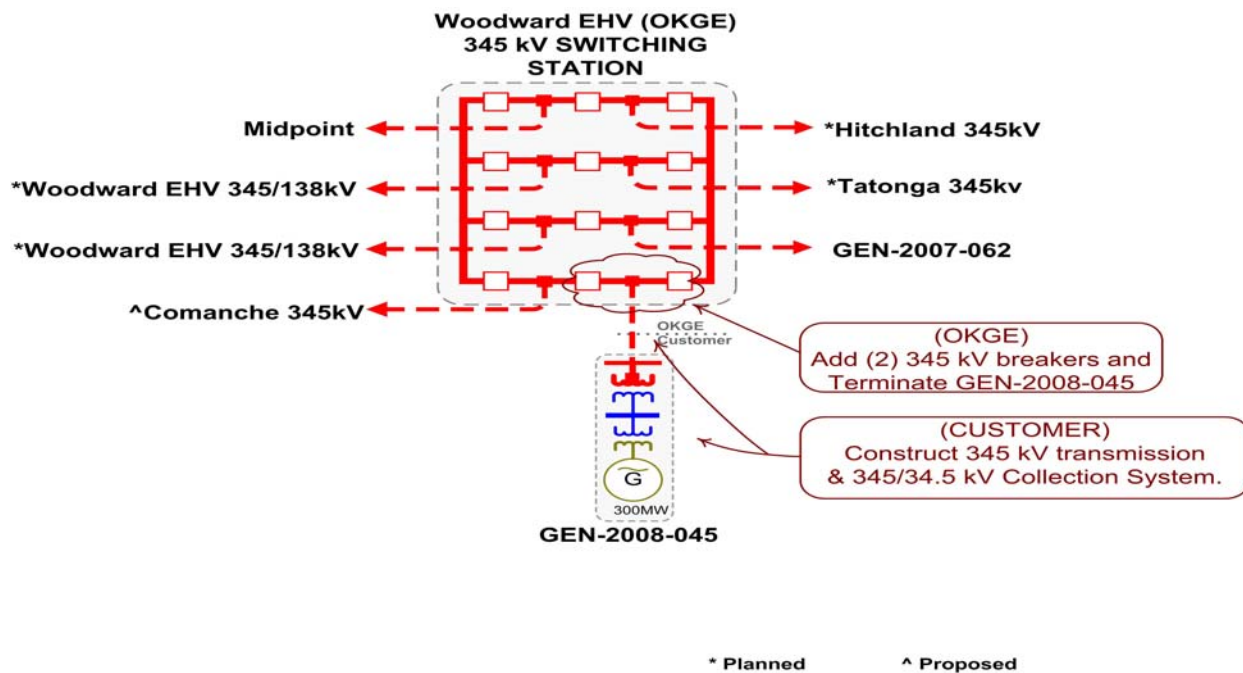 Woodward EHV (OKGE)
345 kV SWITCHING
STATION
Midpoint
*Hitchland 345kV
*Woodward EHV 345/138kV
*Tatonga 345kv
*Woodward EHV 345/138kV
GEN-2007-062
^Comanche 345kV
OKGE
Customer
(OKGE)
Add (2) 345 kV breakers and
Terminate GEN-2008-045
(CUSTOMER)
Construct 345 kV transmission
& 345/34.5 kV Collection System.
G
300MW
GEN-2008-045
* Planned
^ Proposed